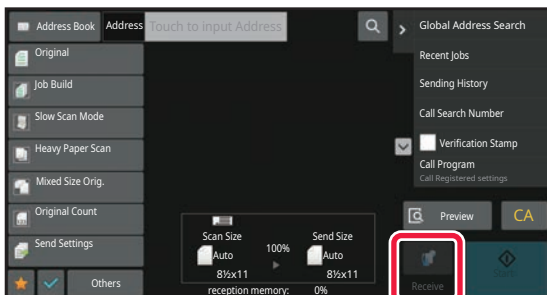 Address Book
Address
Touch to input Address
Original
Job Build
Slow Scan Mode
Heavy Paper Scan
Mixed Size Orig.
Original Count
Send Settings
Others
Scan Size
Auto
8½x11
100%
Send Size
Auto
8½x11
reception memory: 0%
Global Address Search
Recent Jobs
Sending History
Call Search Number
Verification Stamp
Call Program
Call Registered settings
Preview
CA
Receive
Start